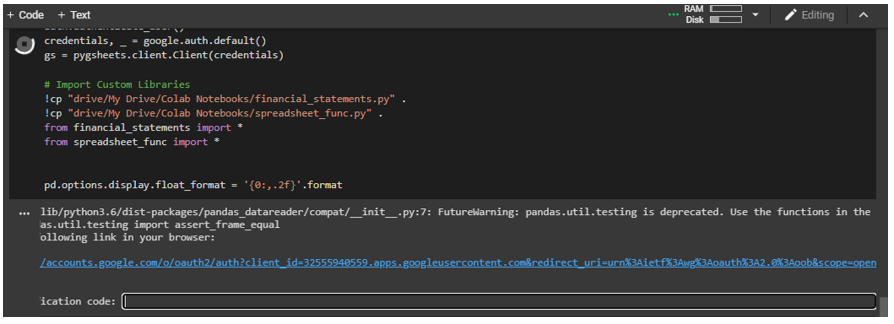 + Code + Text
RAM
Disk
Editing
credentials, _ = google.auth.default()
gs = pygsheets.client.Client(credentials)
# Import Custom Libraries
!cp "drive/My Drive/Colab Notebooks/financial_statements.py" .
!cp "drive/My Drive/Colab Notebooks/spreadsheet_func.py" .
from financial_statements import *
from spreadsheet_func import *
pd.options.display.float_format = '{0:,.2f}'.format
lib/python3.6/dist-packages/pandas_datareader/compat/__init__.py:7: FutureWarning: pandas.util.testing is deprecated. Use the functions in the
as.util.testing import assert_frame_equal
ollowing link in your browser:
/accounts.google.com/o/oauth2/auth?client_id=32555940559.apps.googleusercontent.com&redirect_uri=urn%3Aietf%3Awg%3Aoauth%3A2.0%3Aoob&scope=open
ication code: